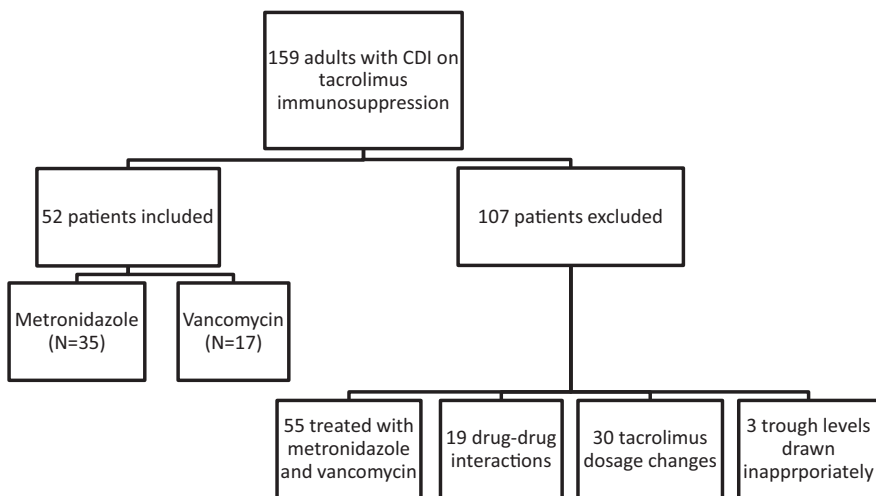 159 adults with CDI on
tacrolimus
immunosuppression
52 patients included
107 patients excluded
Metronidazole
(N=35)
Vancomycin
(N=17)
55 treated with
metronidazole
and vancomycin
19 drug-drug
interactions
30 tacrolimus
dosage changes
3 trough levels
drawn
inapprporiately